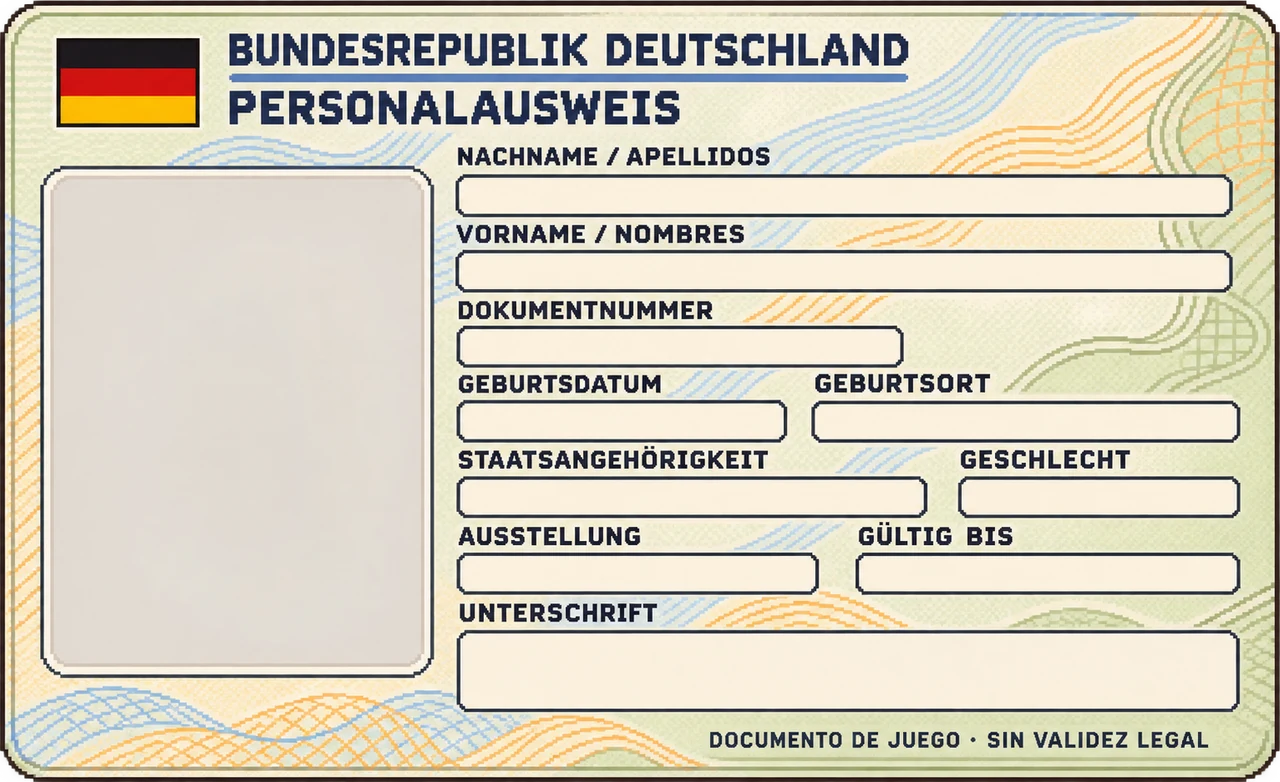 BUNDESREPUBLIK DEUTSCHLAND
PERSONALAUSWEIS
NACHNAME / APELLIDOS
VORNAME / NOMBRES
DOKUMENTNUMMER
GEBURTSDATUM
GEBURTSORT
STAATSANGEHÖRIGKEIT
GESCHLECHT
AUSSTELLUNG
GÜLTIG BIS
UNTERSCHRIFT
DOCUMENTO DE JUEGO · SIN VALIDEZ LEGAL